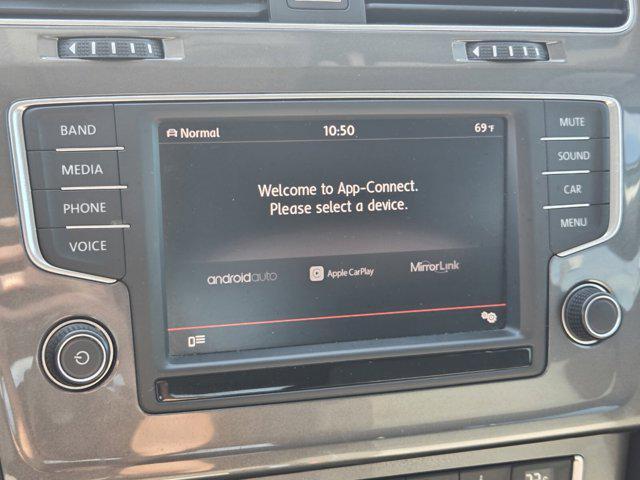 BAND
MEDIA
PHONE
VOICE
Normal 10:50 69°F
Welcome to App-Connect.
Please select a device.
androidauto Apple CarPlay MirrorLink
MUTE
SOUND
CAR
MENU